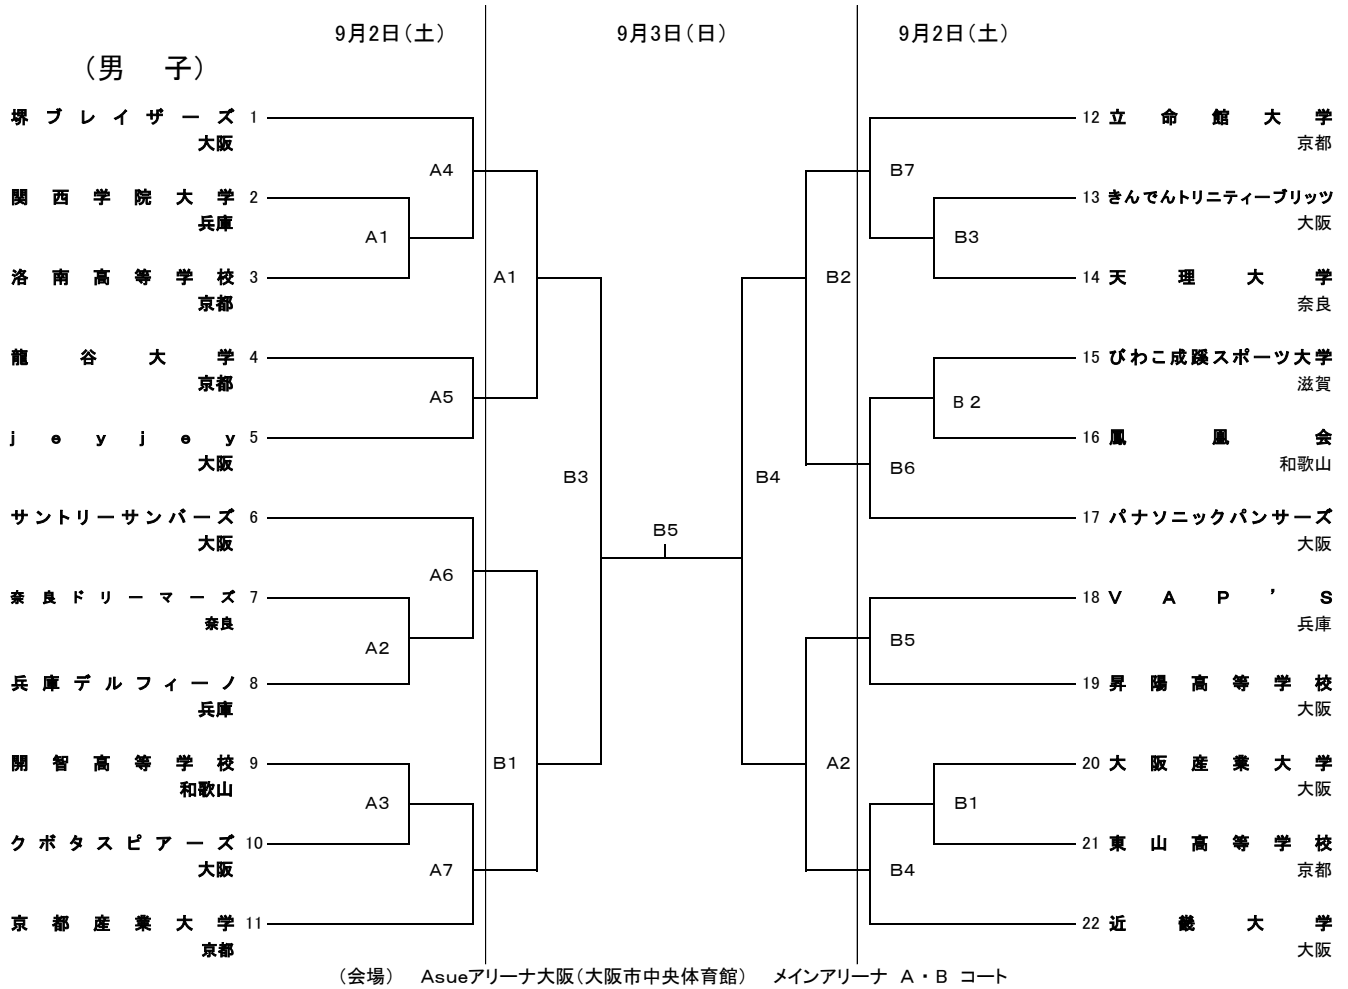 9月2日（土）
9月3日（日）
9月2日（土）
（男　子）
堺ブレイザーズ 1
大阪
関西学院大学 2
兵庫
洛南高等学校 3
京都
龍谷大学 4
京都
ｊｅｙｊｅｙ 5
大阪
サントリーサンバーズ 6
大阪
奈良ドリーマーズ 7
奈良
兵庫デルフィーノ 8
兵庫
開智高等学校 9
和歌山
クボタスピアーズ 10
大阪
京都産業大学 11
京都
A4
A1
A5
A6
A2
A3
A7
A1
B1
B3
B5
B4
B2
A2
B7
B3
B２
B6
B5
B1
B4
12 立命館大学
京都
13 きんでんトリニティーブリッツ
大阪
14 天理大学
奈良
15 びわこ成蹊スポーツ大学
滋賀
16 鳳凰会
和歌山
17 パナソニックパンサーズ
大阪
18 ＶＡＰ’Ｓ
兵庫
19 昇陽高等学校
大阪
20 大阪産業大学
大阪
21 東山高等学校
京都
22 近畿大学
大阪
（会場）　Asueアリーナ大阪（大阪市中央体育館）　メインアリーナ　A・B　コート